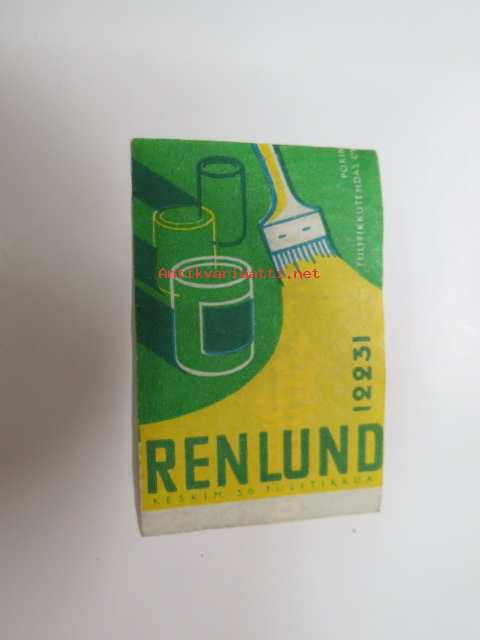 PORIN
TULITIKKUTEHDAS OY
Antikvariaatti.net
12231
RENLUND
KESKIM. 50 TULITIKKUA